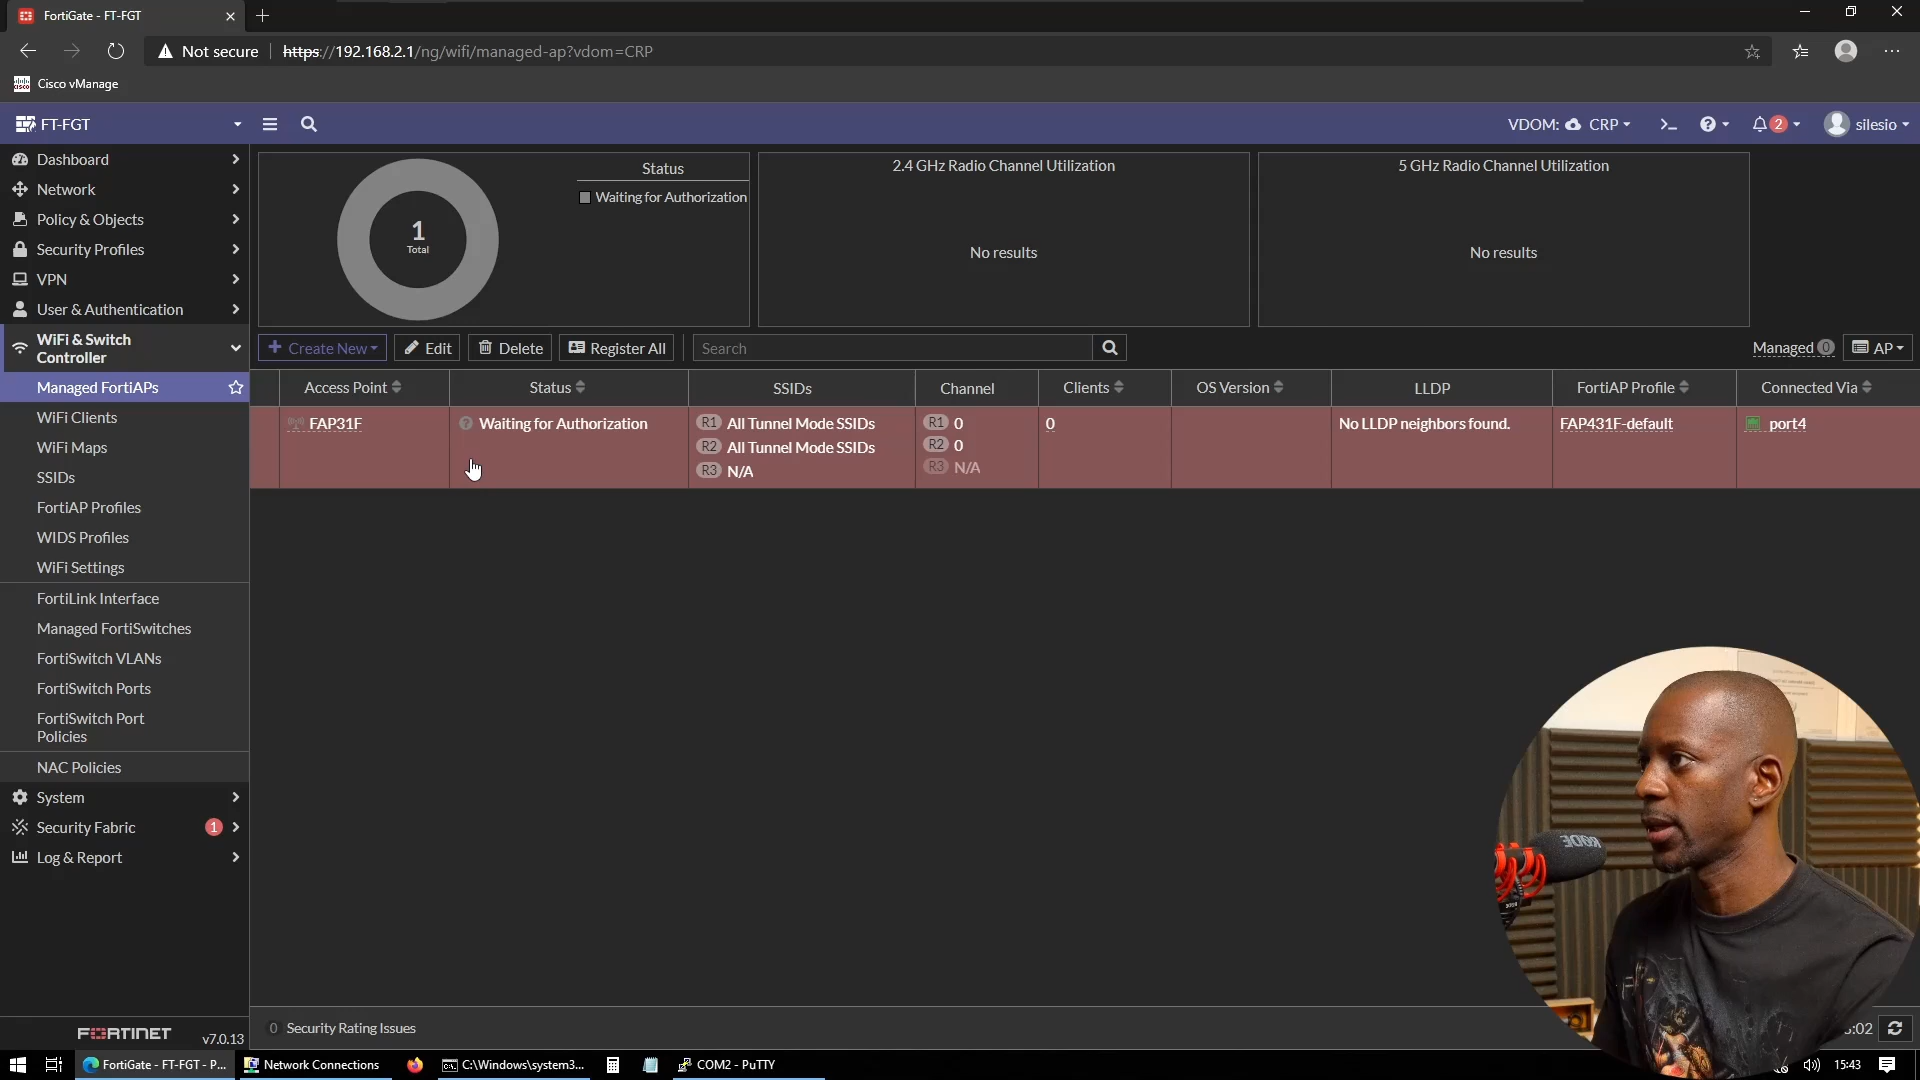 FortiGate - FT-FGT
Not secure
https://192.168.2.1/ng/wifi/managed-ap?vdom=CRP
Cisco vManage
FT-FGT
VDOM: CRP
2
silesio
Dashboard
Network
Policy & Objects
Security Profiles
VPN
User & Authentication
WiFi & Switch
Controller
Managed FortiAPs
WiFi Clients
WiFi Maps
SSIDs
FortiAP Profiles
WIDS Profiles
WiFi Settings
FortiLink Interface
Managed FortiSwitches
FortiSwitch VLANs
FortiSwitch Ports
FortiSwitch Port
Policies
NAC Policies
System
Security Fabric 1
Log & Report
FORTINET v7.0.13
1
Total
Status
Waiting for Authorization
2.4 GHz Radio Channel Utilization
No results
5 GHz Radio Channel Utilization
No results
Create New Edit Delete Register All Search Managed 0 AP
Access Point Status SSIDs Channel Clients OS Version LLDP FortiAP Profile Connected Via
FAP31F Waiting for Authorization R1 All Tunnel Mode SSIDs R1 0 0 No LLDP neighbors found. FAP431F-default port4
R2 All Tunnel Mode SSIDs R2 0
R3 N/A R3 N/A
0 Security Rating Issues
:02
RODE
FortiGate - FT-FGT - P... Network Connections C:\Windows\system3... COM2 - PuTTY 15:43